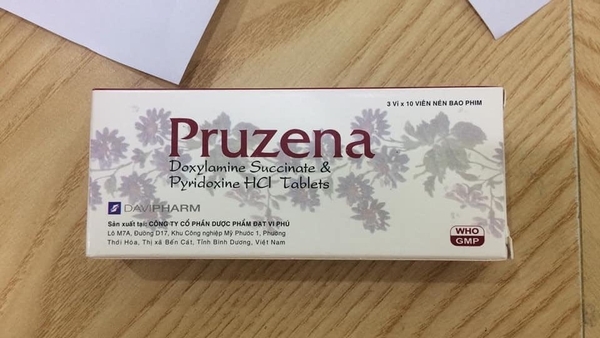 3 Vỉ x 10 VIÊN NÉN BAO PHIM
Pruzena
Doxylamine Succinate &
Pyridoxine HCl Tablets
DAVIPHARM
Sản xuất tại: CÔNG TY CỔ PHẦN DƯỢC PHẨM ĐẠT VI PHÚ
Lô M7A, Đường D17, Khu Công nghiệp Mỹ Phước 1, Phường
Thới Hòa, Thị xã Bến Cát, Tỉnh Bình Dương, Việt Nam
WHO
GMP